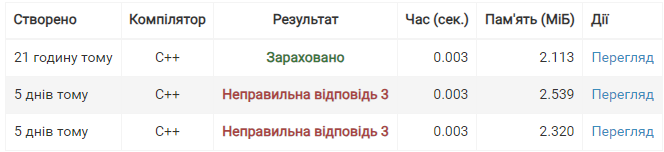 Створено Компілятор Результат Час (сек.) Пам'ять (МіБ) Дії
21 годину тому C++ Зараховано 0.003 2.113 Перегляд
5 днів тому C++ Неправильна відповідь 3 0.003 2.539 Перегляд
5 днів тому C++ Неправильна відповідь 3 0.003 2.320 Перегляд